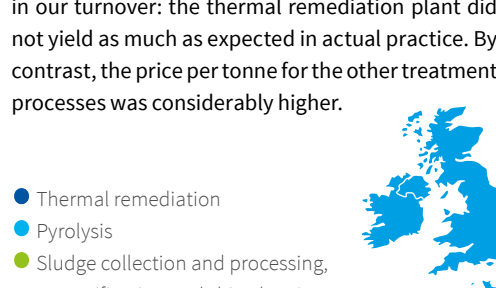 in our turnover: the thermal remediation plant did
not yield as much as expected in actual practice. By
contrast, the price per tonne for the other treatment
processes was considerably higher.
Thermal remediation
Pyrolysis
Sludge collection and processing,